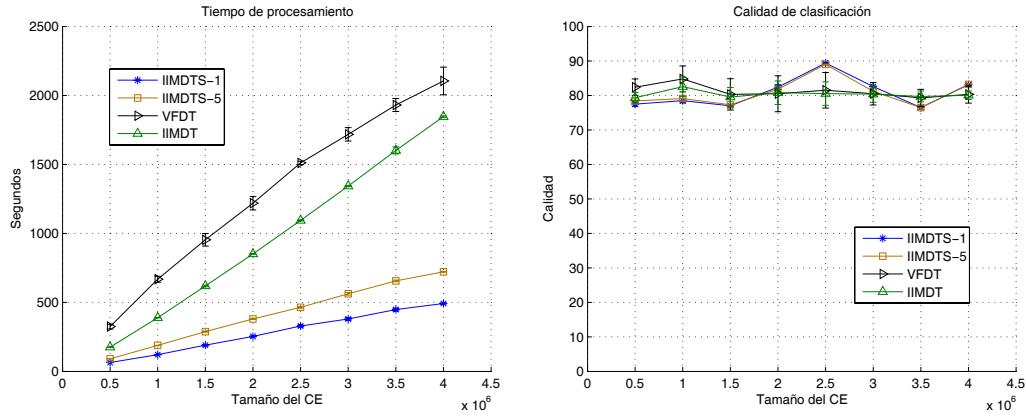 Tiempo de procesamiento
2500
2000
1500
1000
500
0
Segundos
IIMDTS-1
IIMDTS-5
VFDT
IIMDT
0 0.5 1 1.5 2 2.5 3 3.5 4 4.5
Tamaño del CE
x 10^6
Calidad de clasificación
100
90
80
70
60
50
40
30
20
10
0
Calidad
IIMDTS-1
IIMDTS-5
VFDT
IIMDT
0 0.5 1 1.5 2 2.5 3 3.5 4 4.5
Tamaño del CE
x 10^6